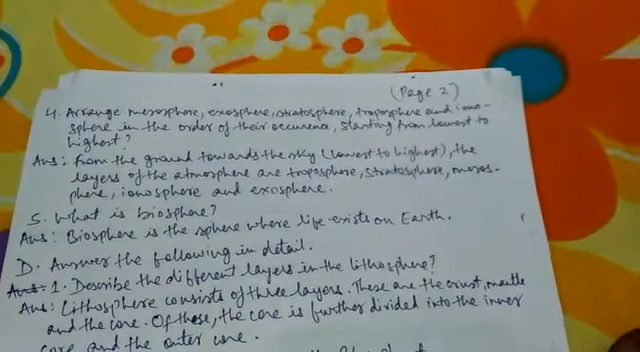 (Page 2)
4. Arrange mesosphere, exosphere, stratosphere, troposphere and iono-
sphere in the order of their occurence, starting from lowest to
highest?
Ans: From the ground towards the sky (lowest to highest), the
layers of the atmosphere are troposphere, stratosphere, mesos-
phere, ionosphere and exosphere.
5. What is biosphere?
Ans: Biosphere is the sphere where life exists on Earth.
D. Answer the following in detail.
Ans: 1. Describe the different layers in the lithosphere?
Ans: Lithosphere consists of three layers. These are the crust, mantle
and the core. Of these, the core is further divided into the inner
core and the outer core.